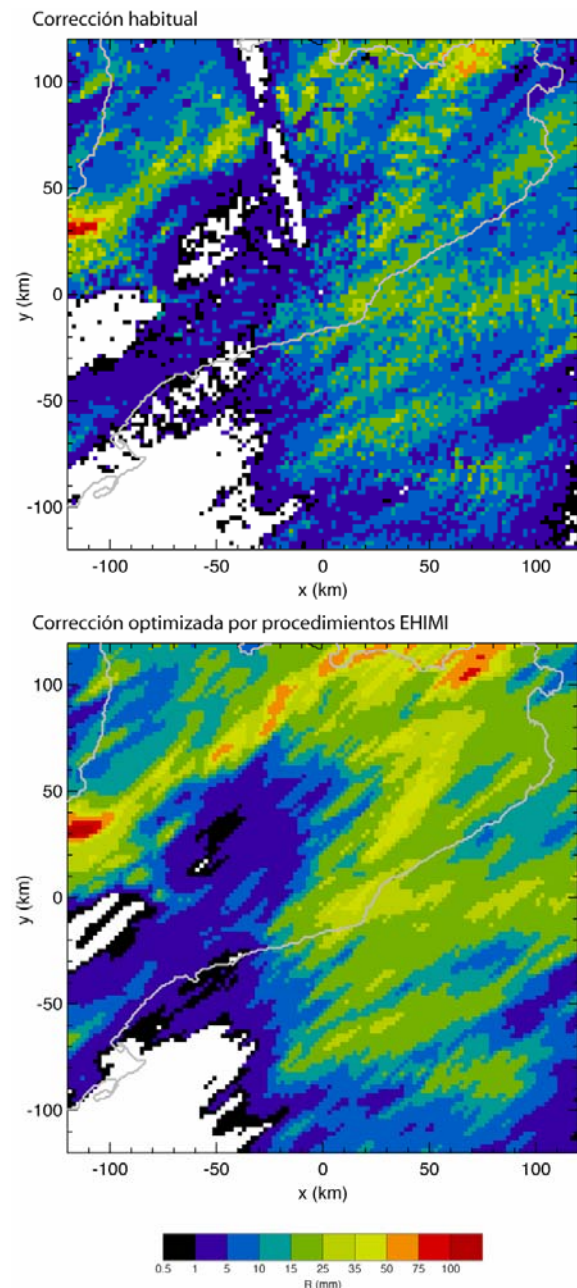 Corrección habitual
100
50
0
-50
-100
y (km)
-100 -50 0 50 100
x (km)
Corrección optimizada por procedimientos EHIMI
100
50
0
-50
-100
y (km)
-100 -50 0 50 100
x (km)
0.5 1 5 10 15 25 35 50 75 100
R (mm)